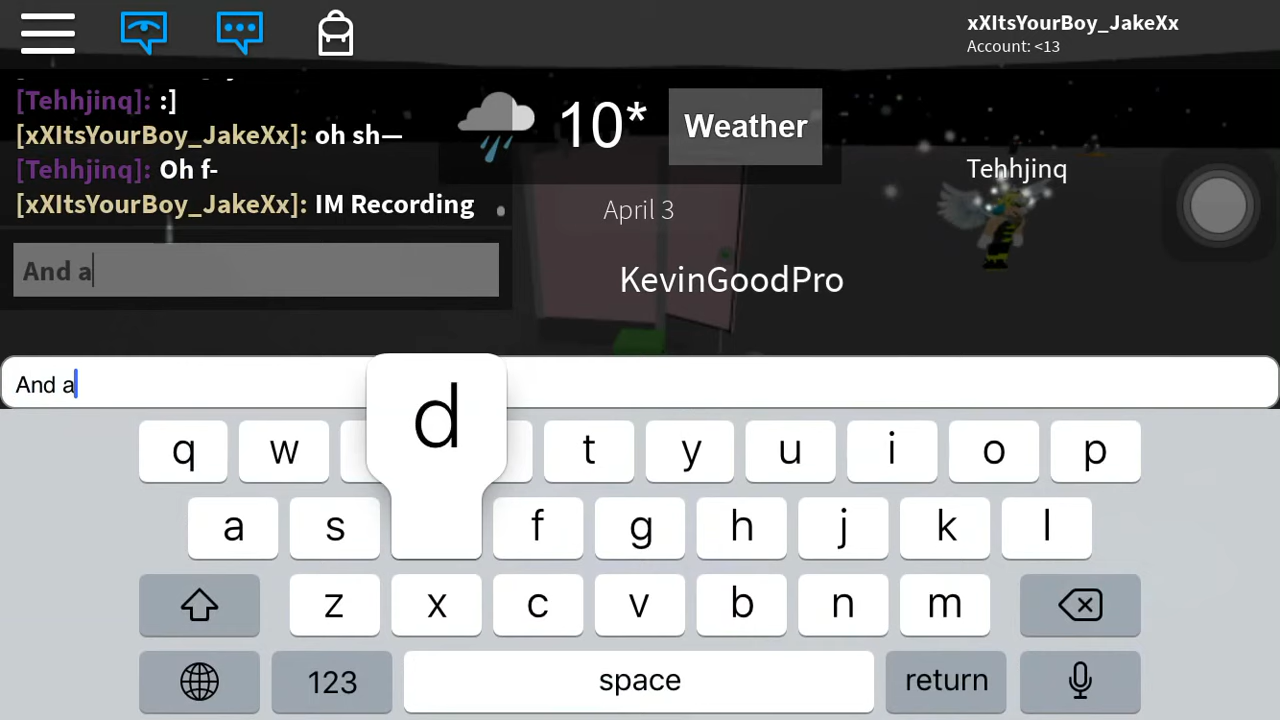 xXItsYourBoy_JakeXx
Account: <13
[Tehhjinq]: :]
[xXItsYourBoy_JakeXx]: oh sh—
[Tehhjinq]: Oh f-
[xXItsYourBoy_JakeXx]: IM Recording
And a
10*
Weather
April 3
Tehhjinq
KevinGoodPro
And a
d
q w t y u i o p
a s f g h j k l
z x c v b n m
123 space return